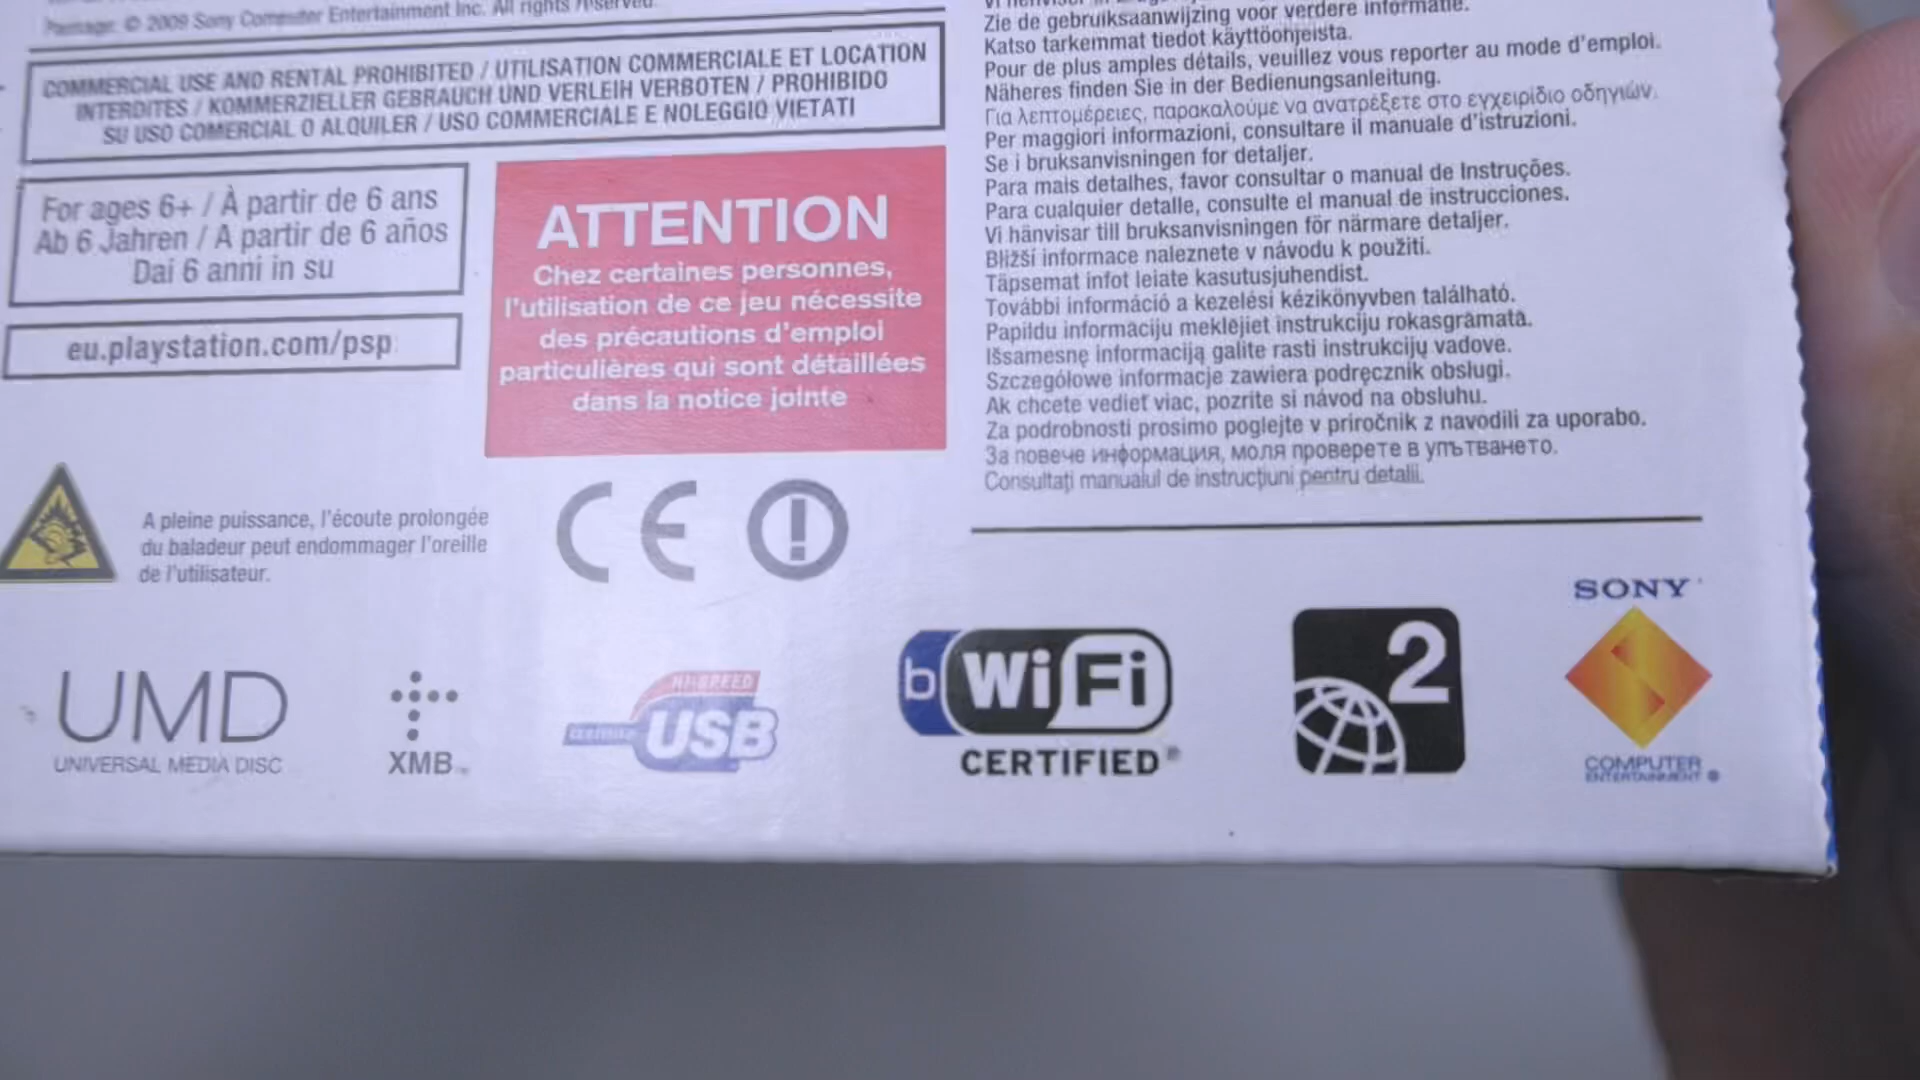 © 2009 Sony Computer Entertainment Inc. All rights reserved.
COMMERCIAL USE AND RENTAL PROHIBITED / UTILISATION COMMERCIALE ET LOCATION
INTERDITES / KOMMERZIELLER GEBRAUCH UND VERLEIH VERBOTEN / PROHIBIDO
SU USO COMERCIAL O ALQUILER / USO COMMERCIALE E NOLEGGIO VIETATI
For ages 6+ / À partir de 6 ans
Ab 6 Jahren / A partir de 6 años
Dai 6 anni in su
eu.playstation.com/psp
ATTENTION
Chez certaines personnes,
l'utilisation de ce jeu nécessite
des précautions d'emploi
particulières qui sont détaillées
dans la notice jointe
A pleine puissance, l'écoute prolongée
du baladeur peut endommager l'oreille
de l'utilisateur.
CE
Zie de gebruiksaanwijzing voor verdere informatie.
Katso tarkemmat tiedot käyttöohjeista.
Pour de plus amples détails, veuillez vous reporter au mode d'emploi.
Näheres finden Sie in der Bedienungsanleitung.
Για λεπτομέρειες, παρακαλούμε να ανατρέξετε στο εγχειρίδιο οδηγιών.
Per maggiori informazioni, consultare il manuale d'istruzioni.
Se i bruksanvisningen for detaljer.
Para mais detalhes, favor consultar o manual de Instruções.
Para cualquier detalle, consulte el manual de instrucciones.
Vi hänvisar till bruksanvisningen för närmare detaljer.
Bližší informace naleznete v návodu k použití.
Täpsemat infot leiate kasutusjuhendist.
További információ a kezelési kézikönyvben található.
Papildu informāciju meklējiet instrukciju rokasgrāmatā.
Išsamesnę informaciją galite rasti instrukcijų vadove.
Szczegółowe informacje zawiera podręcznik obsługi.
Ak chcete vedieť viac, pozrite si návod na obsluhu.
Za podrobnosti prosimo poglejte v priročnik z navodili za uporabo.
За повече информация, моля проверете в упътването.
Consultați manualul de instrucțiuni pentru detalii.
UMD
UNIVERSAL MEDIA DISC
XMB
HI-SPEED
CERTIFIED USB
b WiFi
CERTIFIED
2
SONY
COMPUTER
ENTERTAINMENT